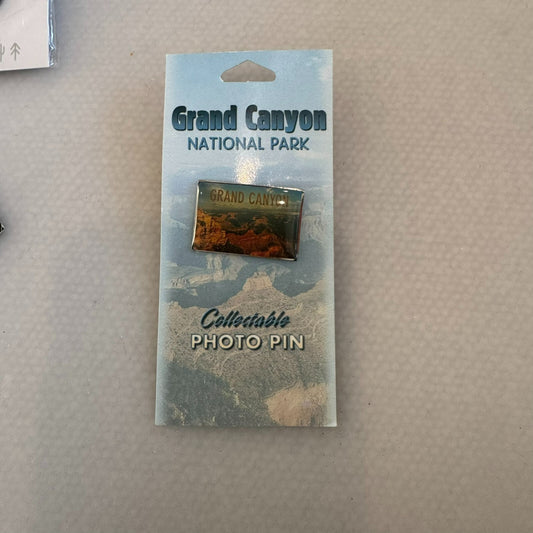 Grand Canyon
NATIONAL PARK
GRAND CANYON
Collectable
PHOTO PIN